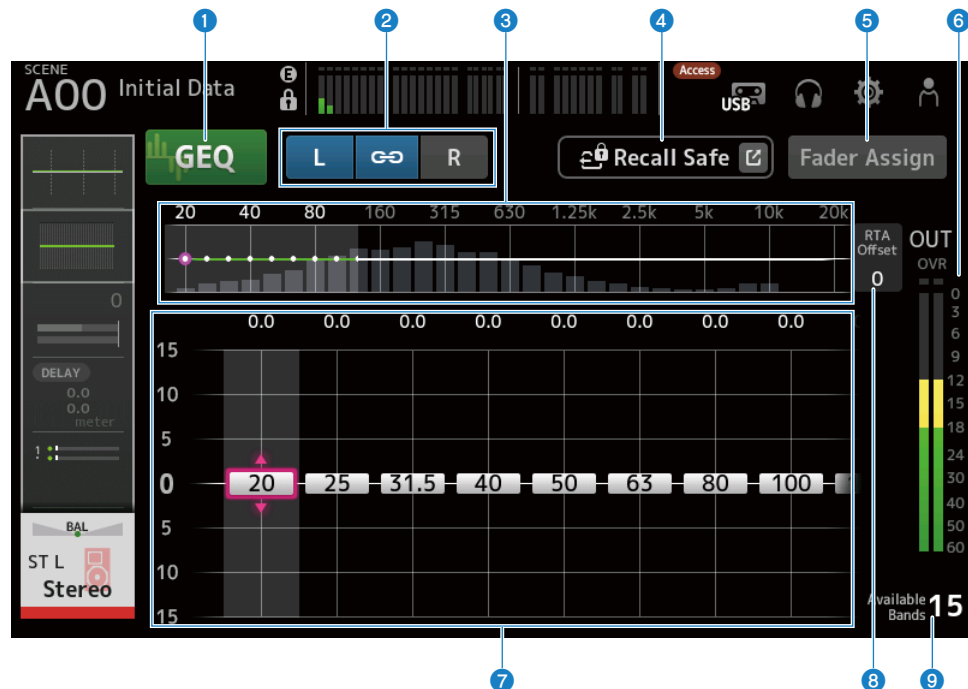 1 2 3 4 5 6
SCENE
A00 Initial Data
E
Access
USB
GEQ
L R
Recall Safe
Fader Assign
20 40 80 160 315 630 1.25k 2.5k 5k 10k 20k
RTA
Offset
0
OUT
OVR
0
3
6
9
12
15
18
24
30
40
50
60
0
DELAY
0.0
0.0
meter
!
BAL
ST L
Stereo
0.0 0.0 0.0 0.0 0.0 0.0 0.0 0.0
15
10
5
0 20 25 31.5 40 50 63 80 100
5
10
15
Available
Bands 15
7 8 9